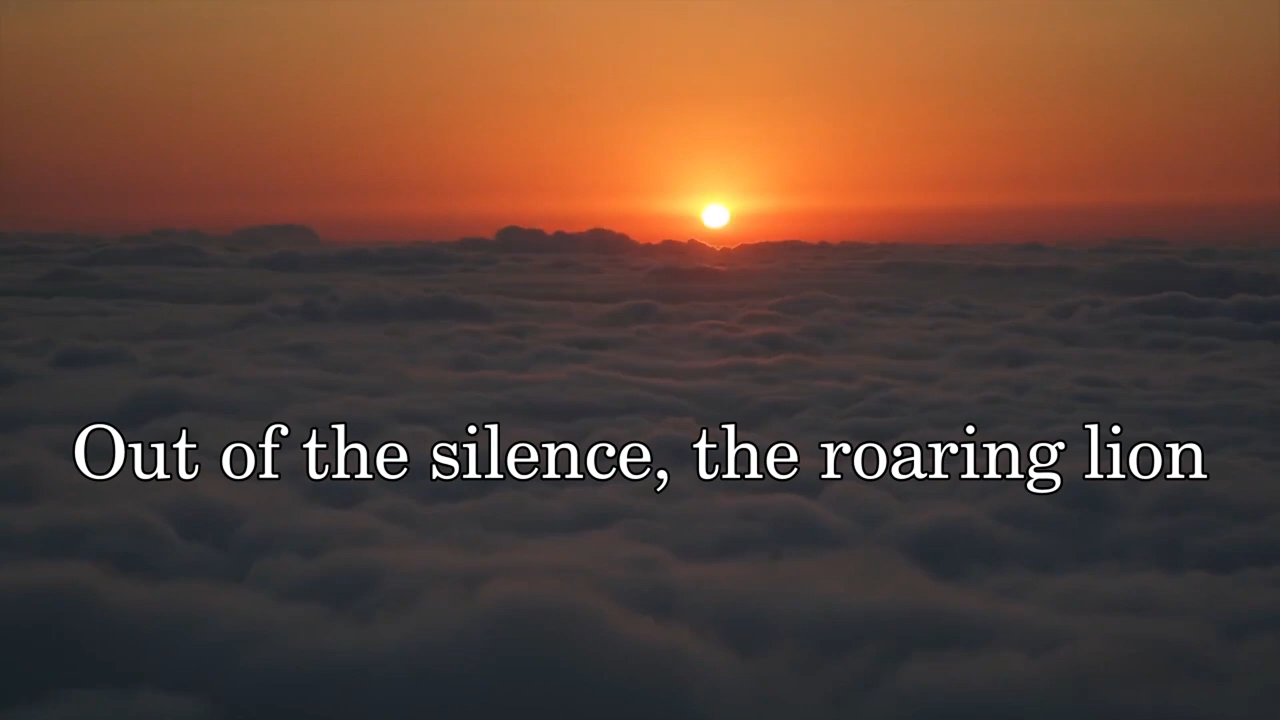 Out of the silence, the roaring lion